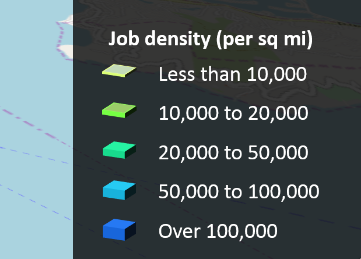 Job density (per sq mi)
Less than 10,000
10,000 to 20,000
20,000 to 50,000
50,000 to 100,000
Over 100,000